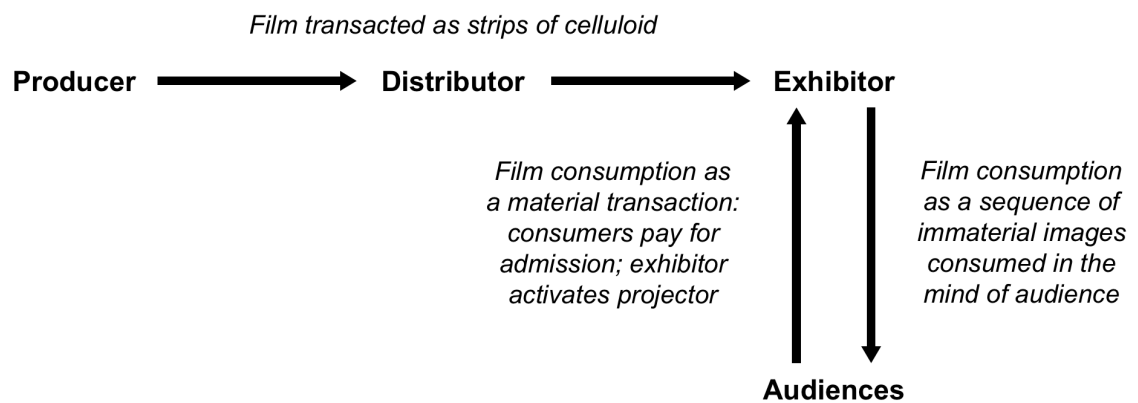 Film transacted as strips of celluloid
Producer
Distributor
Exhibitor
Film consumption as
a material transaction:
consumers pay for
admission; exhibitor
activates projector
Film consumption
as a sequence of
immaterial images
consumed in the
mind of audience
Audiences